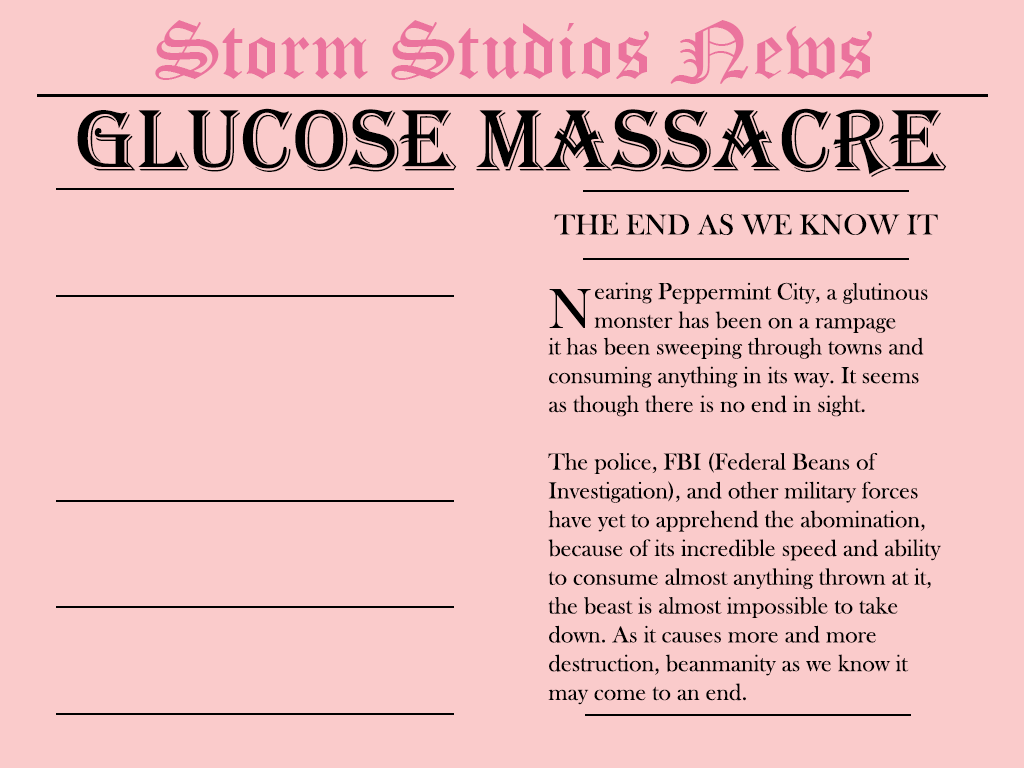 Storm Studios News
GLUCOSE MASSACRE
THE END AS WE KNOW IT
Nearing Peppermint City, a glutinous
monster has been on a rampage
it has been sweeping through towns and
consuming anything in its way. It seems
as though there is no end in sight.
The police, FBI (Federal Beans of
Investigation), and other military forces
have yet to apprehend the abomination,
because of its incredible speed and ability
to consume almost anything thrown at it,
the beast is almost impossible to take
down. As it causes more and more
destruction, beanmanity as we know it
may come to an end.